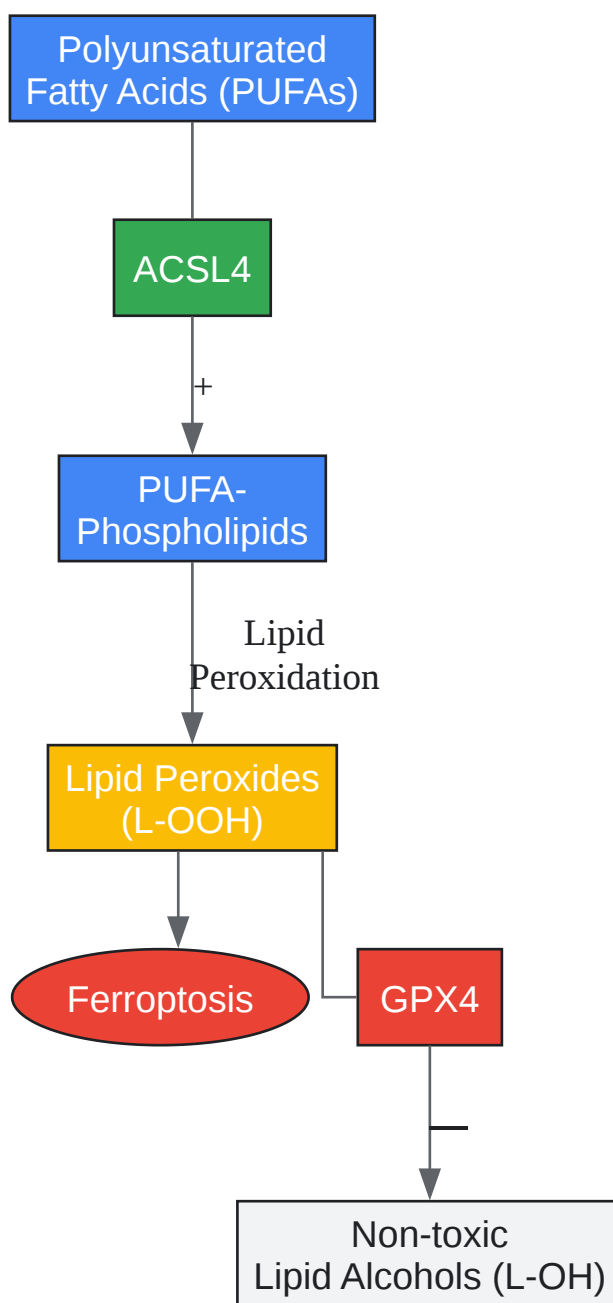 Polyunsaturated
Fatty Acids (PUFAs)
ACSL4
+
PUFA-
Phospholipids
Lipid
Peroxidation
Lipid Peroxides
(L-OOH)
Ferroptosis
GPX4
—
Non-toxic
Lipid Alcohols (L-OH)